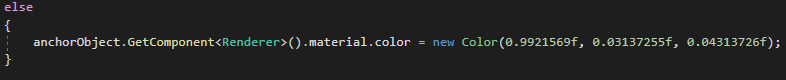 else
{
anchorObject.GetComponent<Renderer>().material.color = new Color(0.9921569f, 0.03137255f, 0.04313726f);
}